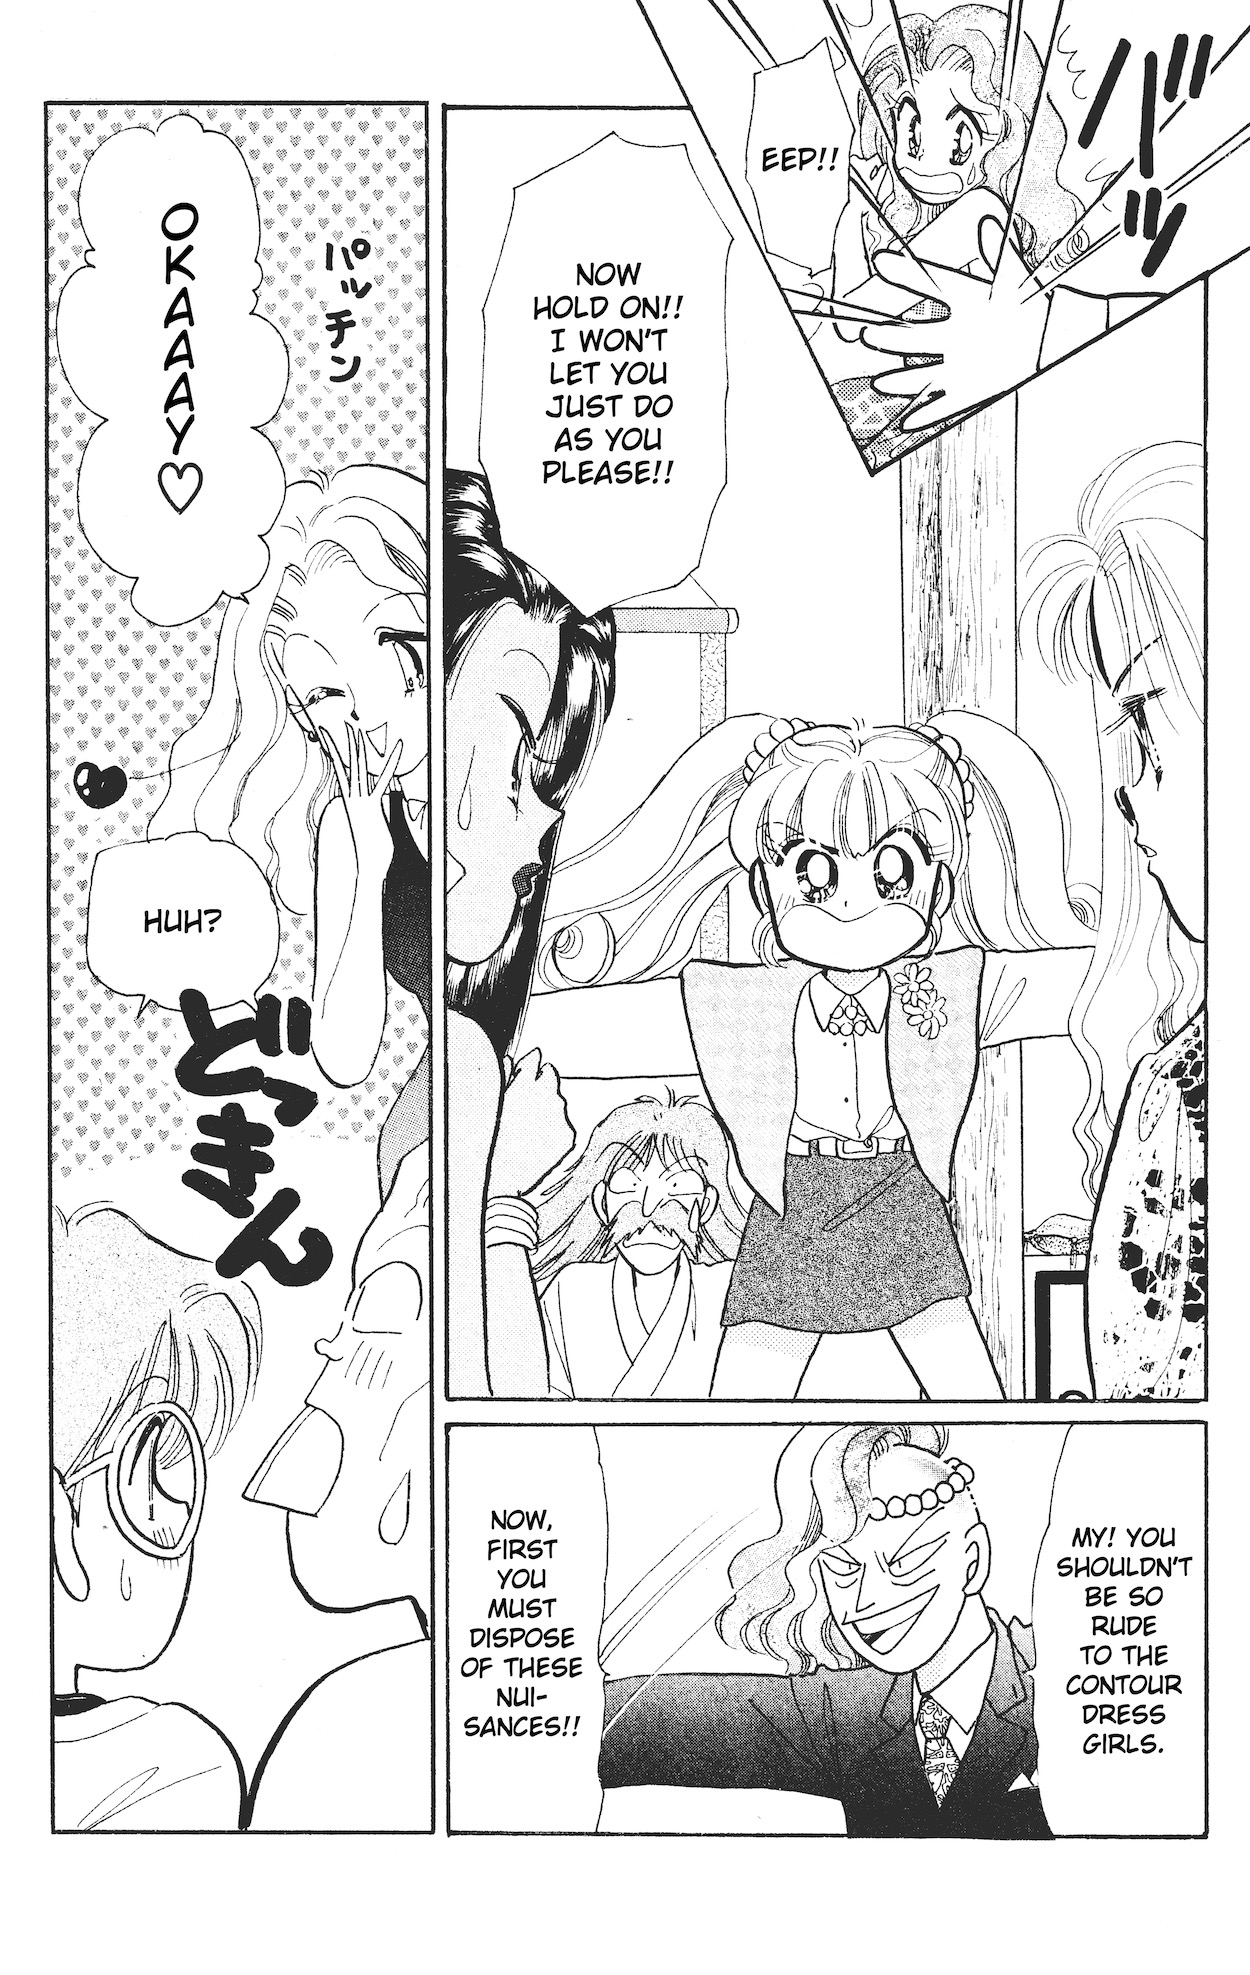 バッ
EEP!!
NOW
HOLD ON!!
I WON'T
LET YOU
JUST DO
AS YOU
PLEASE!!
MY! YOU
SHOULDN'T
BE SO
RUDE
TO THE
CONTOUR
DRESS
GIRLS.
NOW,
FIRST
YOU
MUST
DISPOSE
OF THESE
NUI-
SANCES!!
パッチン
OKAAAY♡
HUH?
どっきん